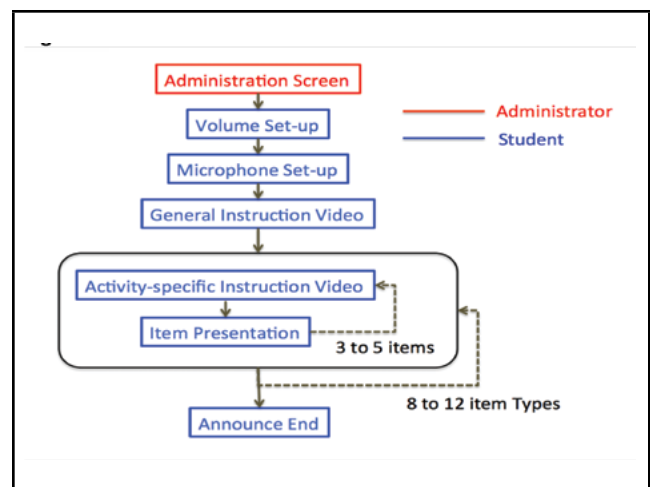 Administration Screen
Administrator
Volume Set-up
Student
Microphone Set-up
General Instruction Video
Activity-specific Instruction Video
Item Presentation
3 to 5 items
8 to 12 item Types
Announce End